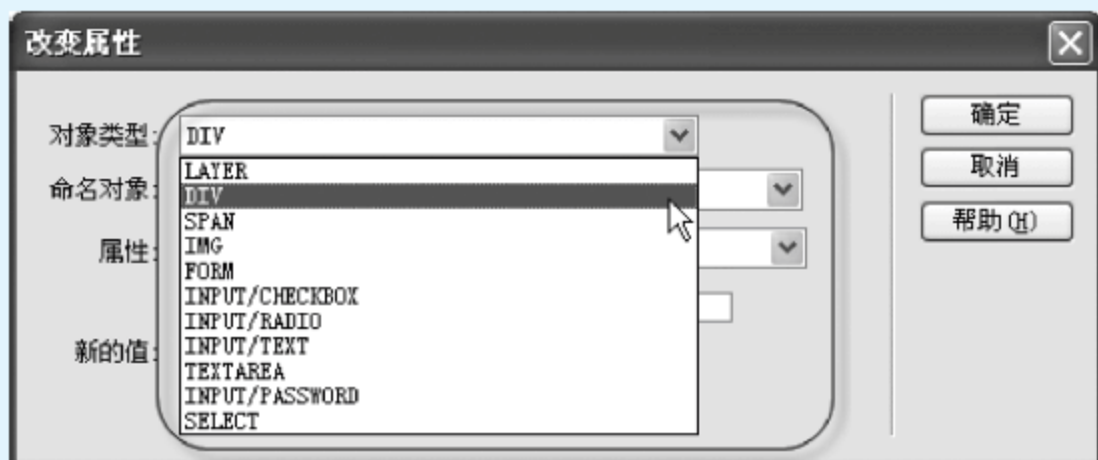 改变属性
对象类型: DIV
LAYER
DIV
SPAN
IMG
FORM
INPUT/CHECKBOX
INPUT/RADIO
INPUT/TEXT
TEXTAREA
INPUT/PASSWORD
SELECT
命名对象:
属性:
新的值:
确定
取消
帮助(H)